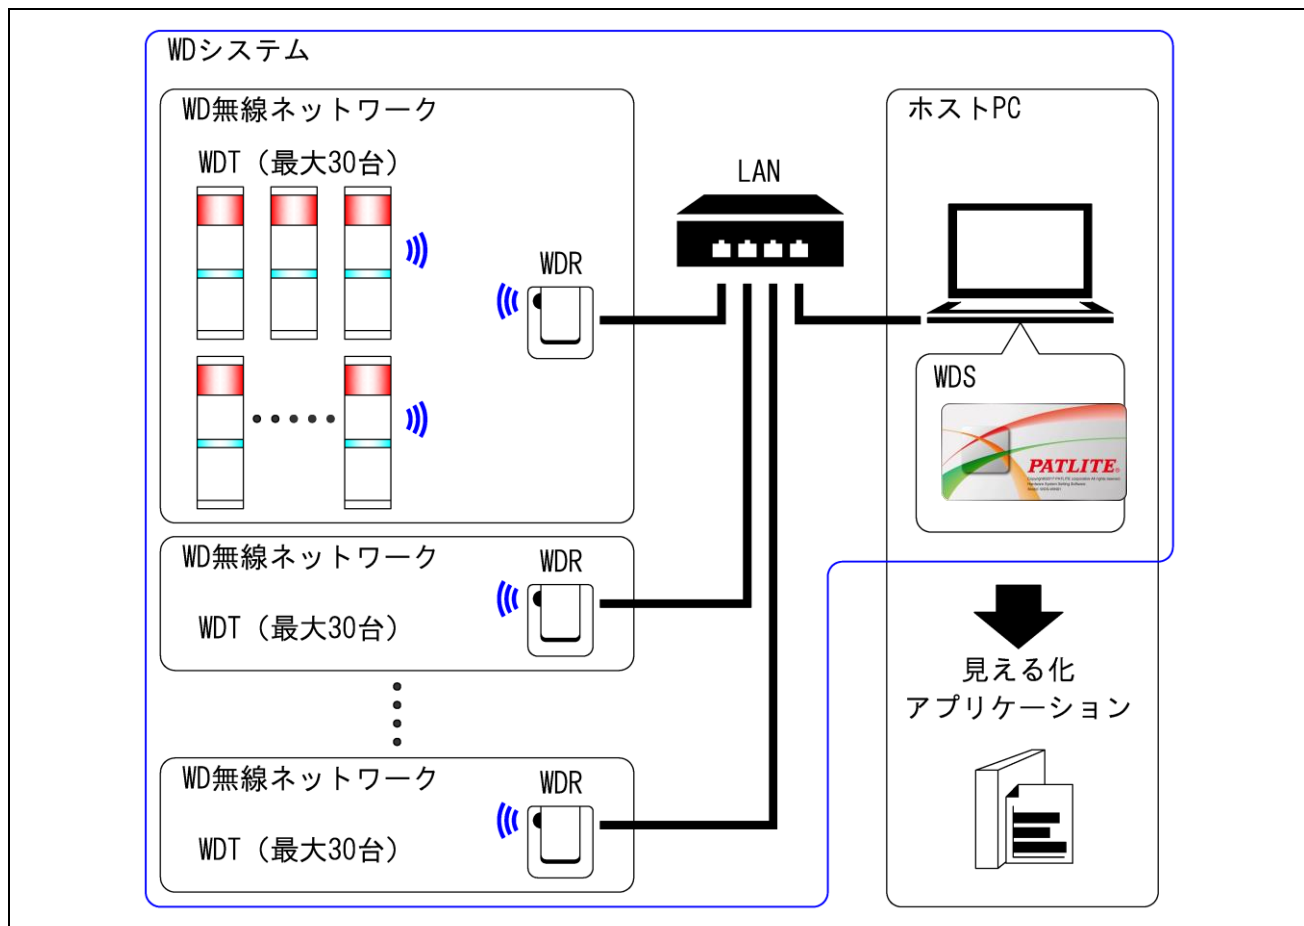 WDシステム
WD無線ネットワーク
WDT（最大30台）
WDR
LAN
ホストPC
WDS
PATLITE®
WD無線ネットワーク
WDR
WDT（最大30台）
見える化
アプリケーション
WD無線ネットワーク
WDR
WDT（最大30台）